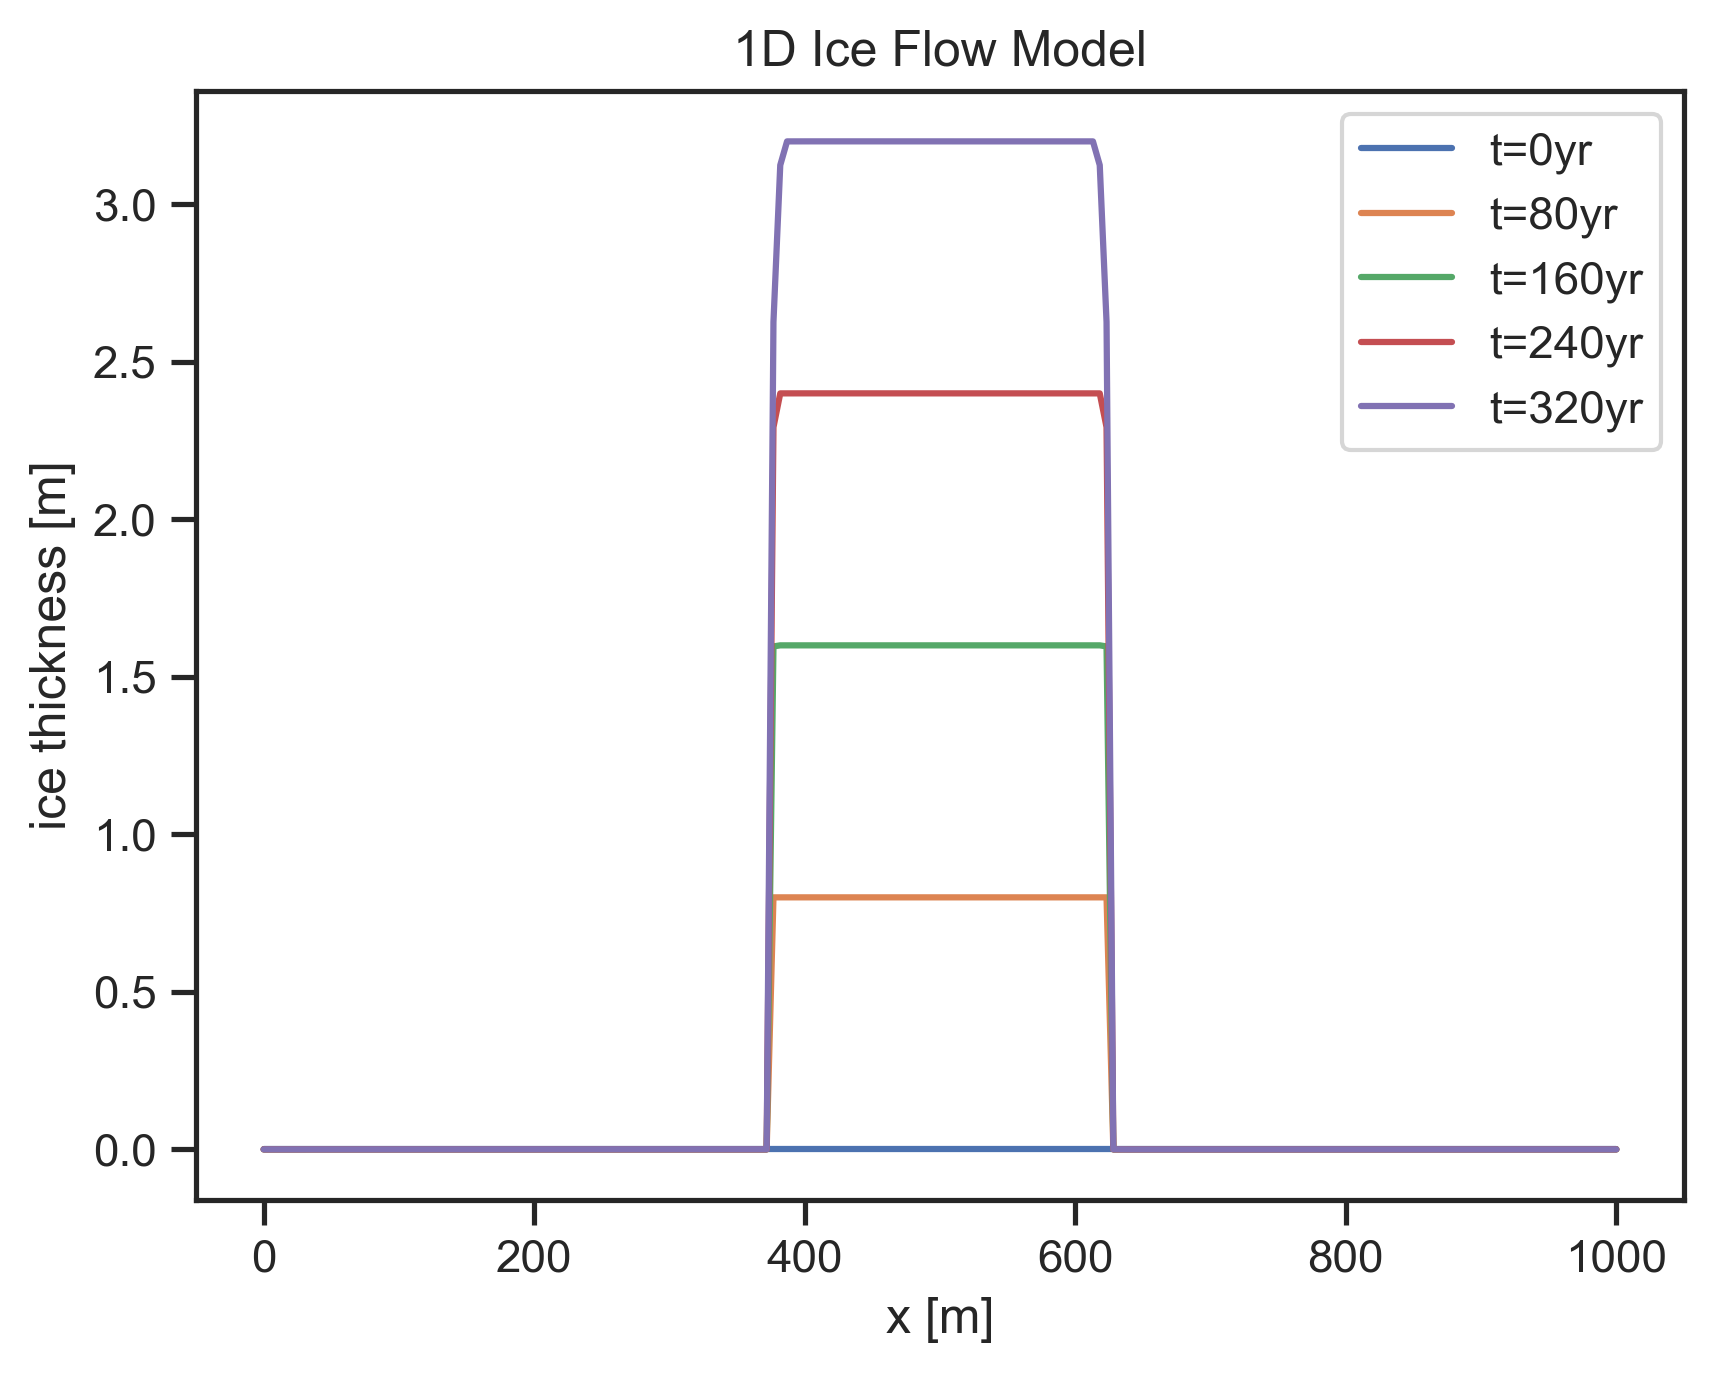 1D Ice Flow Model
t=0yr
t=80yr
t=160yr
t=240yr
t=320yr
ice thickness [m]
3.0
2.5
2.0
1.5
1.0
0.5
0.0
0 200 400 600 800 1000
x [m]